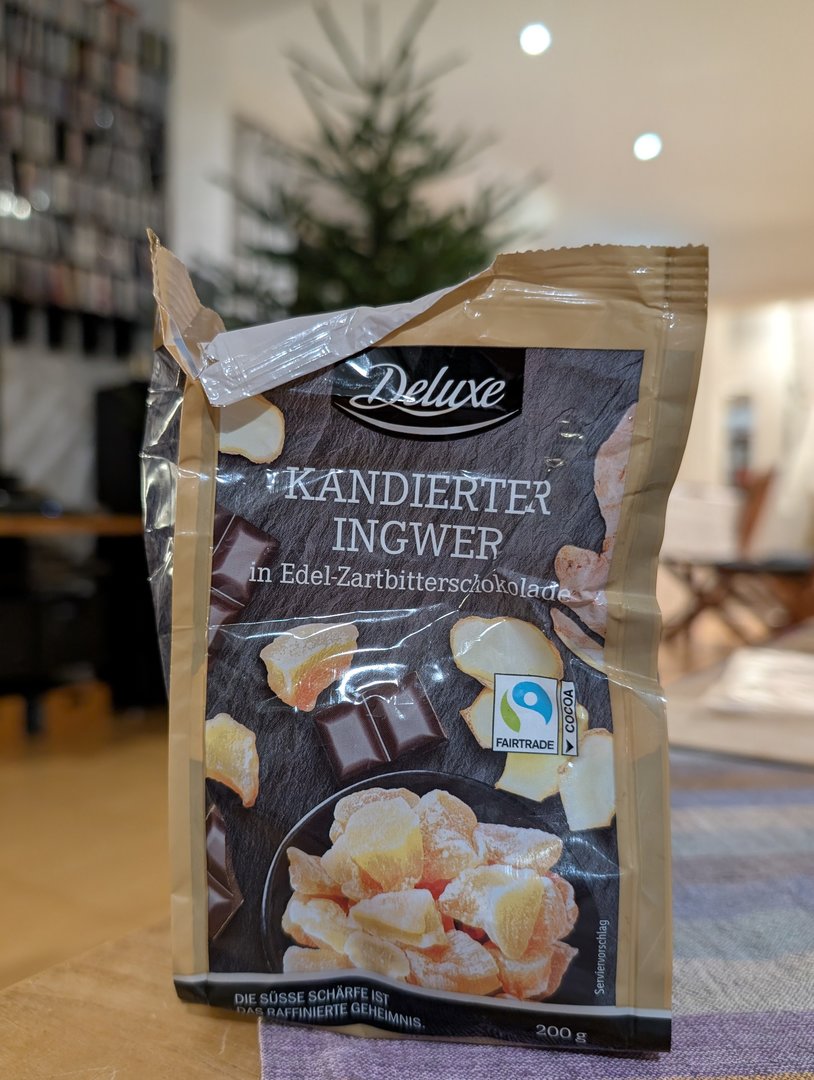 Deluxe
KANDIERTER
INGWER
in Edel-Zartbitterschokolade
FAIRTRADE
COCOA
Serviervorschlag
DIE SÜSSE SCHÄRFE IST
DAS RAFFINIERTE GEHEIMNIS.
200 g